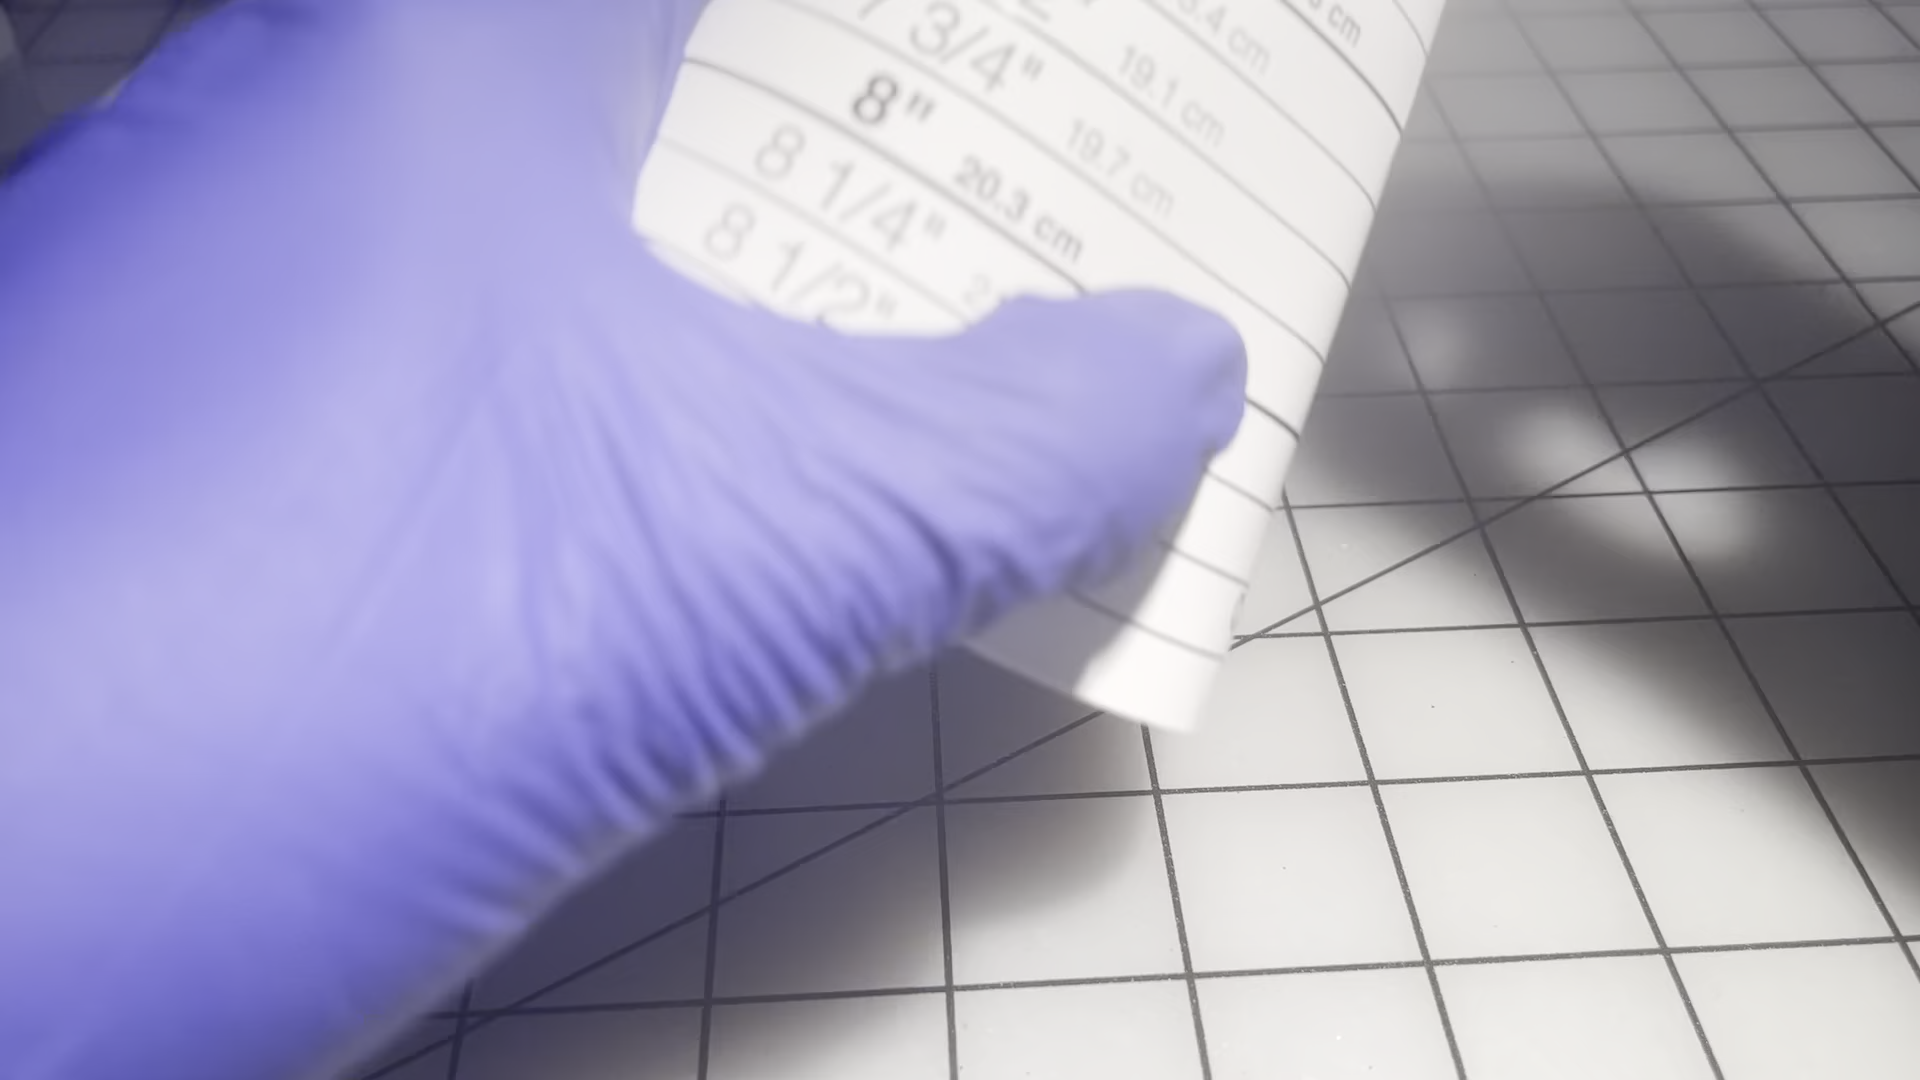 19.1 cm
3/4" 19.7 cm
8" 20.3 cm
8 1/4"
8 1/2"